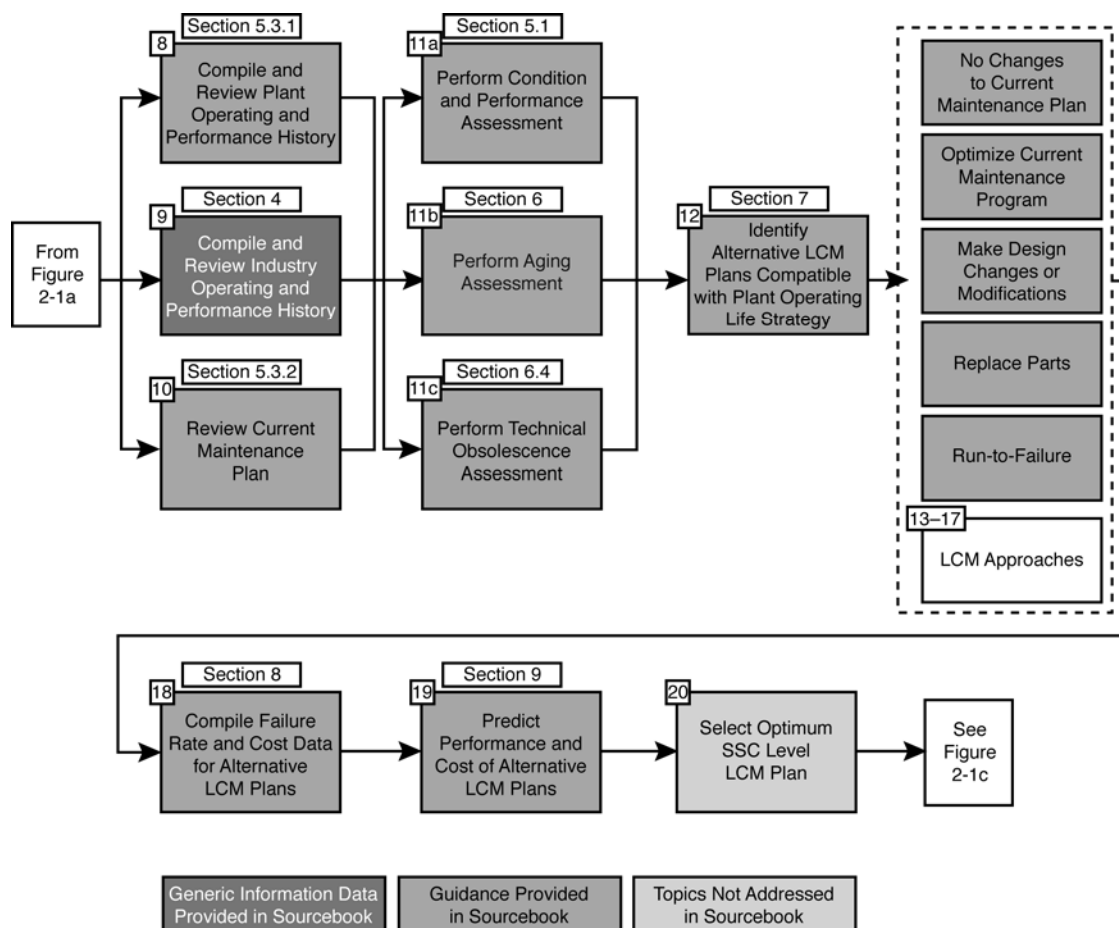 Section 5.3.1
8
Compile and
Review Plant
Operating and
Performance History
Section 5.1
11a
Perform Condition
and Performance
Assessment
No Changes
to Current
Maintenance Plan
Optimize Current
Maintenance
Program
From
Figure
2-1a
Section 4
9
Compile and
Review Industry
Operating and
Performance History
Section 6
11b
Perform Aging
Assessment
Section 7
12
Identify
Alternative LCM
Plans Compatible
with Plant Operating
Life Strategy
Make Design
Changes or
Modifications
Replace Parts
Section 5.3.2
10
Review Current
Maintenance
Plan
Section 6.4
11c
Perform Technical
Obsolescence
Assessment
Run-to-Failure
13–17
LCM Approaches
Section 8
18
Compile Failure
Rate and Cost Data
for Alternative
LCM Plans
Section 9
19
Predict
Performance and
Cost of Alternative
LCM Plans
20
Select Optimum
SSC Level
LCM Plan
See
Figure
2-1c
Generic Information Data
Provided in Sourcebook
Guidance Provided
in Sourcebook
Topics Not Addressed
in Sourcebook